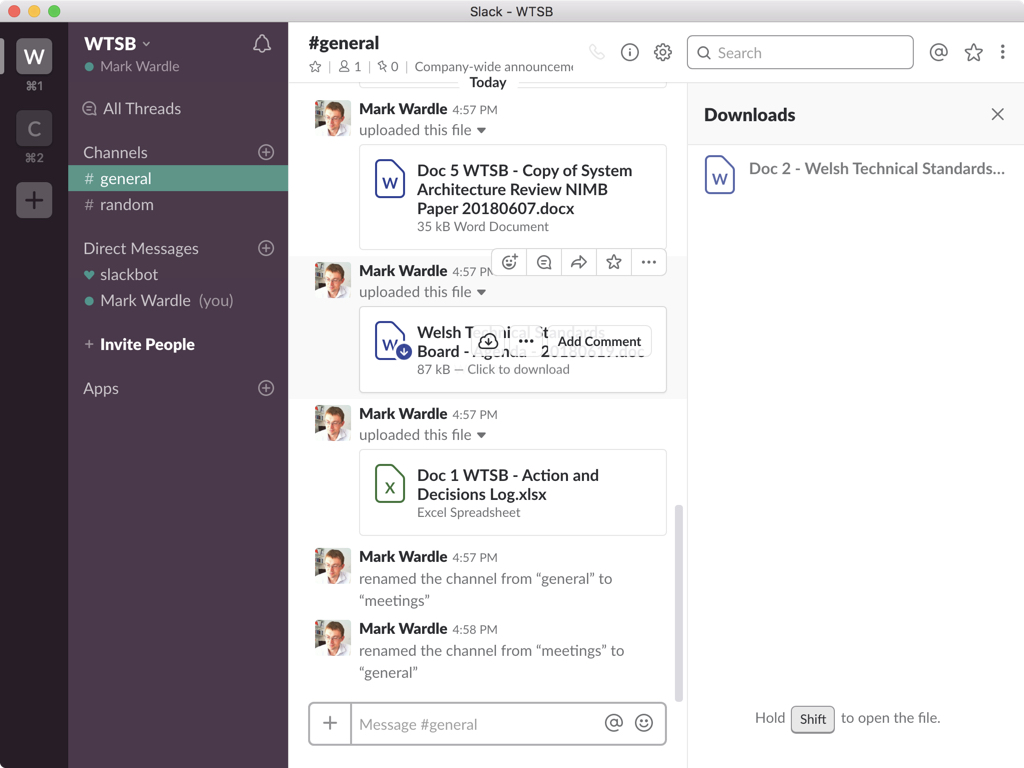 Slack - WTSB
W
⌘1
C
⌘2
WTSB
Mark Wardle
All Threads
Channels
# general
# random
Direct Messages
slackbot
Mark Wardle (you)
+ Invite People
Apps
#general
1
0
Company-wide announceme
Search
Today
Mark Wardle 4:57 PM
uploaded this file
W
Doc 5 WTSB - Copy of System
Architecture Review NIMB
Paper 20180607.docx
35 kB Word Document
Mark Wardle 4:57 PM
uploaded this file
W
Welsh Technical Standards
Board - Agenda - 20180619.doc
Add Comment
87 kB — Click to download
Mark Wardle 4:57 PM
uploaded this file
X
Doc 1 WTSB - Action and
Decisions Log.xlsx
Excel Spreadsheet
Mark Wardle 4:57 PM
renamed the channel from “general” to
“meetings”
Mark Wardle 4:58 PM
renamed the channel from “meetings” to
“general”
Message #general
Downloads
W
Doc 2 - Welsh Technical Standards...
Hold Shift to open the file.